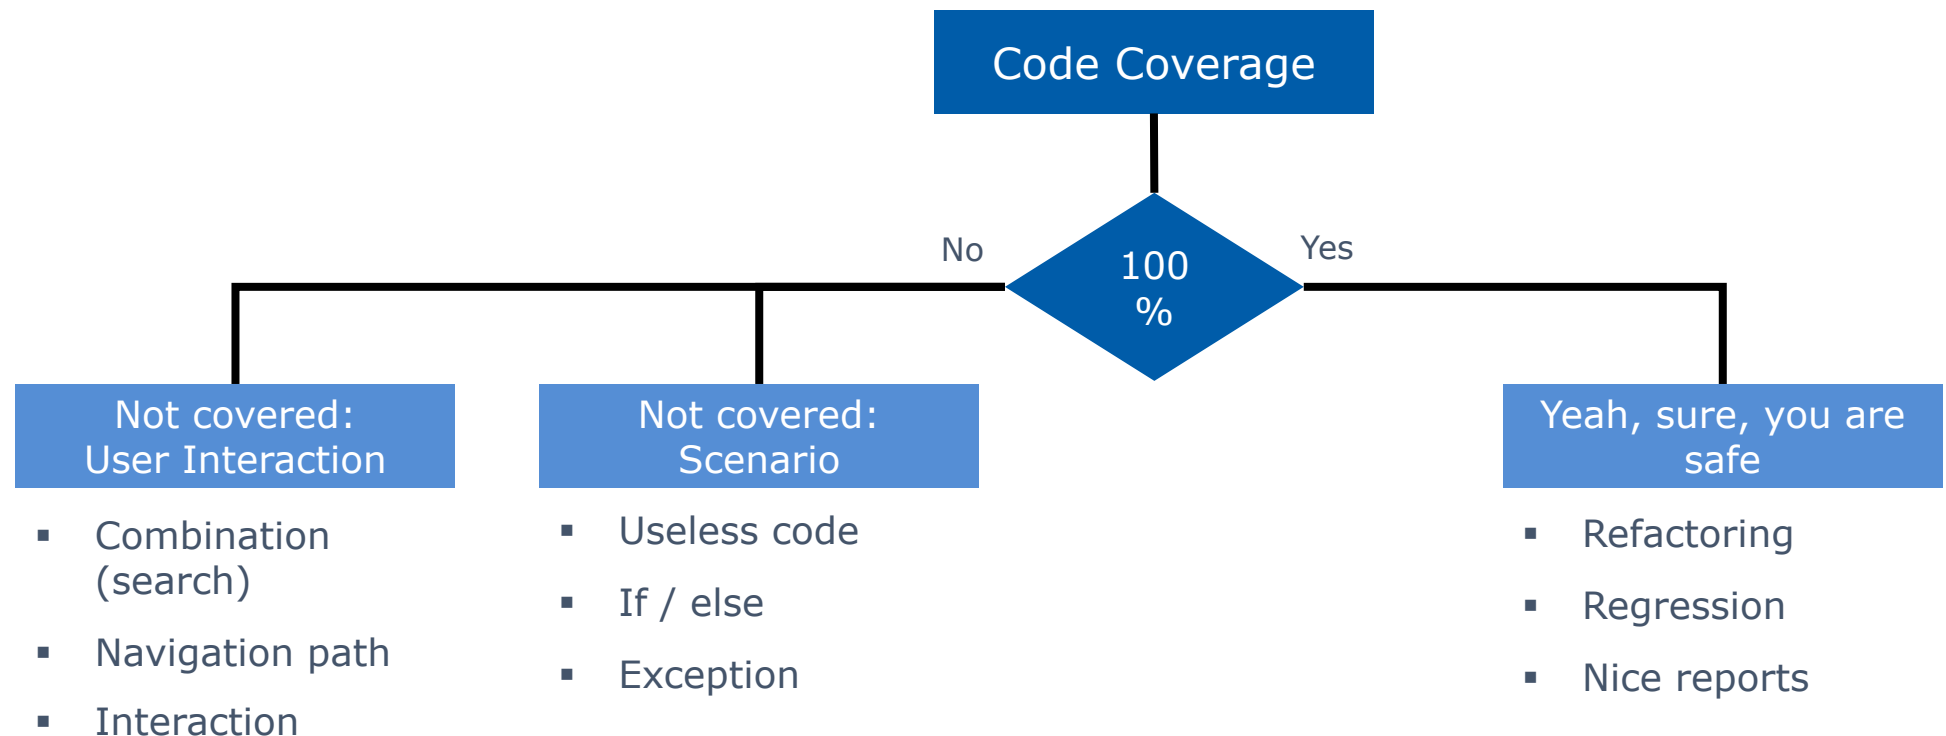 Code Coverage
No
Yes
100
%
Not covered:
User Interaction
Combination
(search)
Navigation path
Interaction
Not covered:
Scenario
Useless code
If / else
Exception
Yeah, sure, you are
safe
Refactoring
Regression
Nice reports